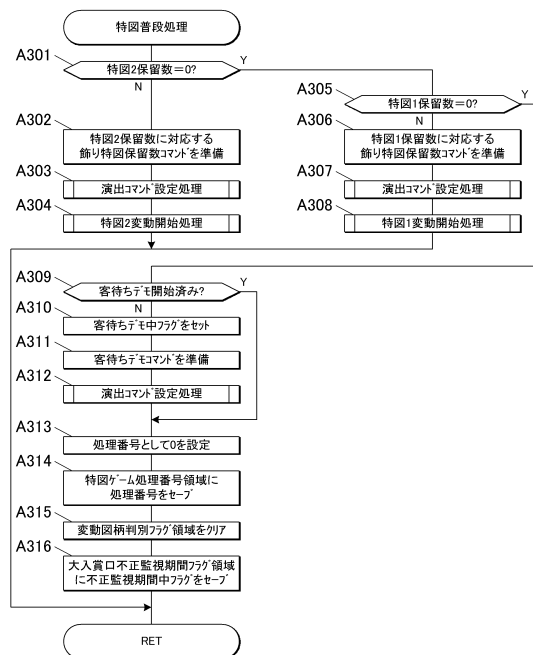 特図普段処理
A301
特図2保留数=0?
Y
N
A305
特図1保留数=0?
Y
N
A302
特図2保留数に対応する
飾り特図保留数コマンドを準備
A306
特図1保留数に対応する
飾り特図保留数コマンドを準備
A303
演出コマンド設定処理
A307
演出コマンド設定処理
A304
特図2変動開始処理
A308
特図1変動開始処理
A309
客待ちデモ開始済み?
Y
N
A310
客待ちデモ中フラグをセット
A311
客待ちデモコマンドを準備
A312
演出コマンド設定処理
A313
処理番号として0を設定
A314
特図ゲーム処理番号領域に
処理番号をセーブ
A315
変動図柄判別フラグ領域をクリア
A316
大入賞口不正監視期間フラグ領域
に不正監視期間中フラグをセーブ
RET